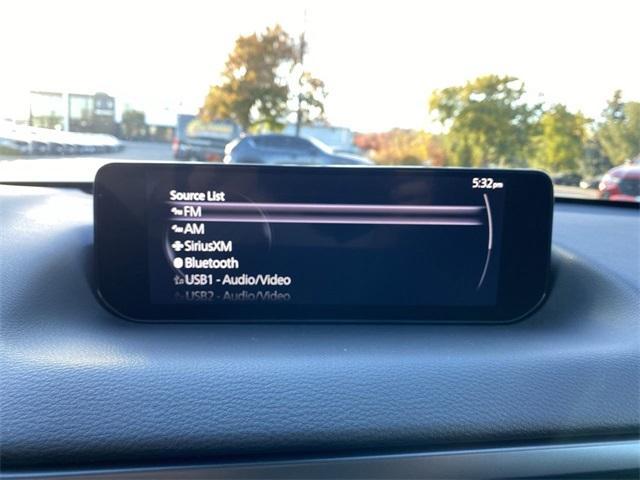 5:32pm
Source List
FM
AM
SiriusXM
Bluetooth
USB1 - Audio/Video
USB2 - Audio/Video